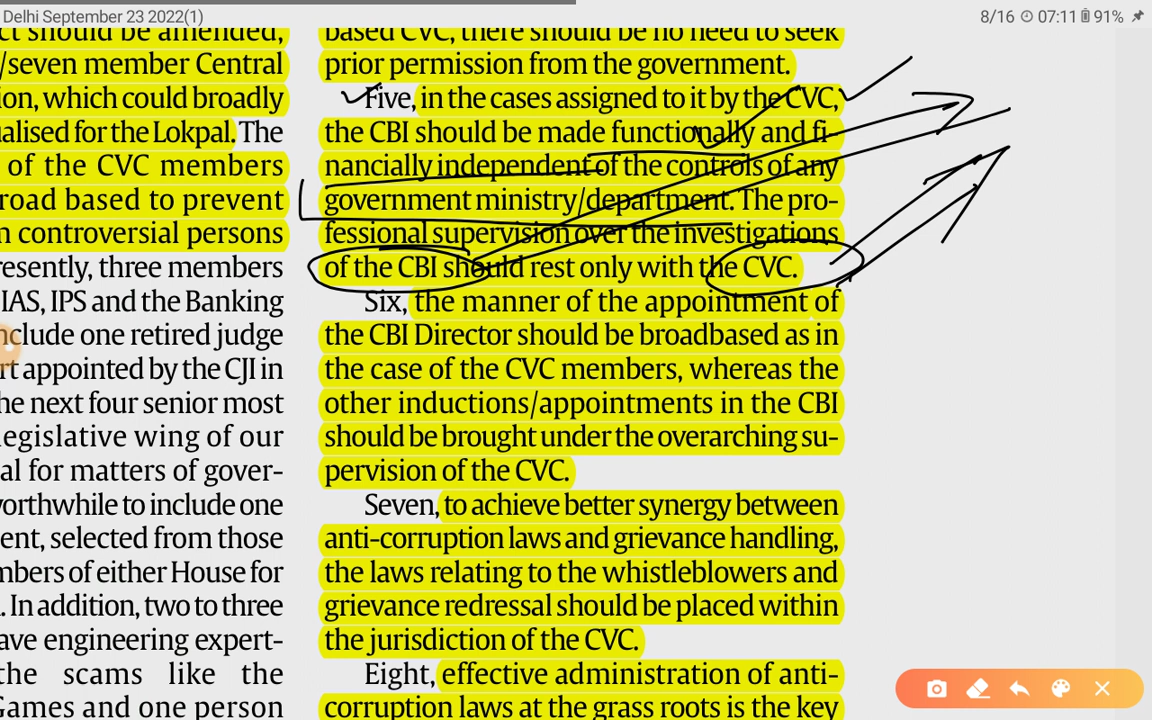 Delhi September 23 2022(1)
8/16 07:11 91%
ct should be amended,
/seven member Central
ion, which could broadly
ualised for the Lokpal. The
of the CVC members
road based to prevent
n controversial persons
resently, three members
IAS, IPS and the Banking
nclude one retired judge
rt appointed by the CJI in
he next four senior most
legislative wing of our
al for matters of gover-
worthwhile to include one
ent, selected from those
mbers of either House for
. In addition, two to three
ave engineering expert-
the scams like the
Games and one person
based CVC, there should be no need to seek
prior permission from the government.
Five, in the cases assigned to it by the CVC,
the CBI should be made functionally and fi-
nancially independent of the controls of any
government ministry/department. The pro-
fessional supervision over the investigations
of the CBI should rest only with the CVC.
Six, the manner of the appointment of
the CBI Director should be broadbased as in
the case of the CVC members, whereas the
other inductions/appointments in the CBI
should be brought under the overarching su-
pervision of the CVC.
Seven, to achieve better synergy between
anti-corruption laws and grievance handling,
the laws relating to the whistleblowers and
grievance redressal should be placed within
the jurisdiction of the CVC.
Eight, effective administration of anti-
corruption laws at the grass roots is the key